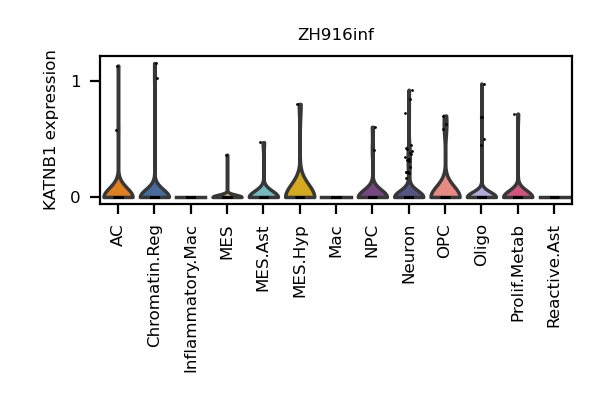 ZH916inf
KATNB1 expression
1
0
AC
Chromatin.Reg
Inflammatory.Mac
MES
MES.Ast
MES.Hyp
Mac
NPC
Neuron
OPC
Oligo
Prolif.Metab
Reactive.Ast